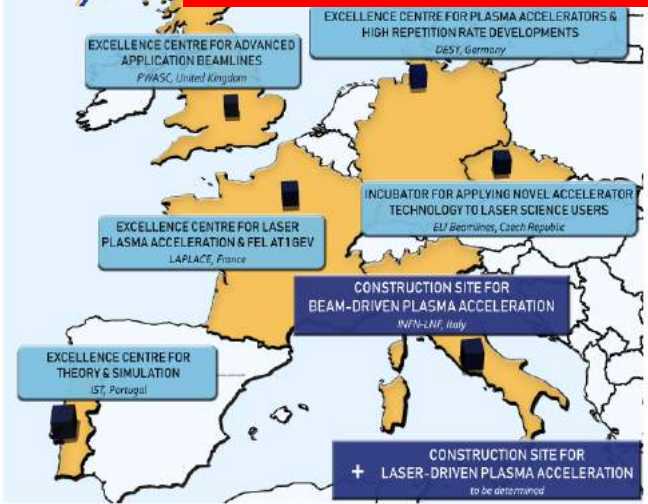 EXCELLENCE CENTRE FOR PLASMA ACCELERATORS &
HIGH REPETITION RATE DEVELOPMENTS
DESY, Germany
EXCELLENCE CENTRE FOR ADVANCED
APPLICATION BEAMLINES
PWASC, United Kingdom
INCUBATOR FOR APPLYING NOVEL ACCELERATOR
TECHNOLOGY TO LASER SCIENCE USERS
ELI Beamlines, Czech Republic
EXCELLENCE CENTRE FOR LASER
PLASMA ACCELERATION & FEL AT 1 GEV
LAPLACE, France
CONSTRUCTION SITE FOR
BEAM-DRIVEN PLASMA ACCELERATION
INFN-LNF, Italy
EXCELLENCE CENTRE FOR
THEORY & SIMULATION
IST, Portugal
+ CONSTRUCTION SITE FOR
LASER-DRIVEN PLASMA ACCELERATION
to be determined